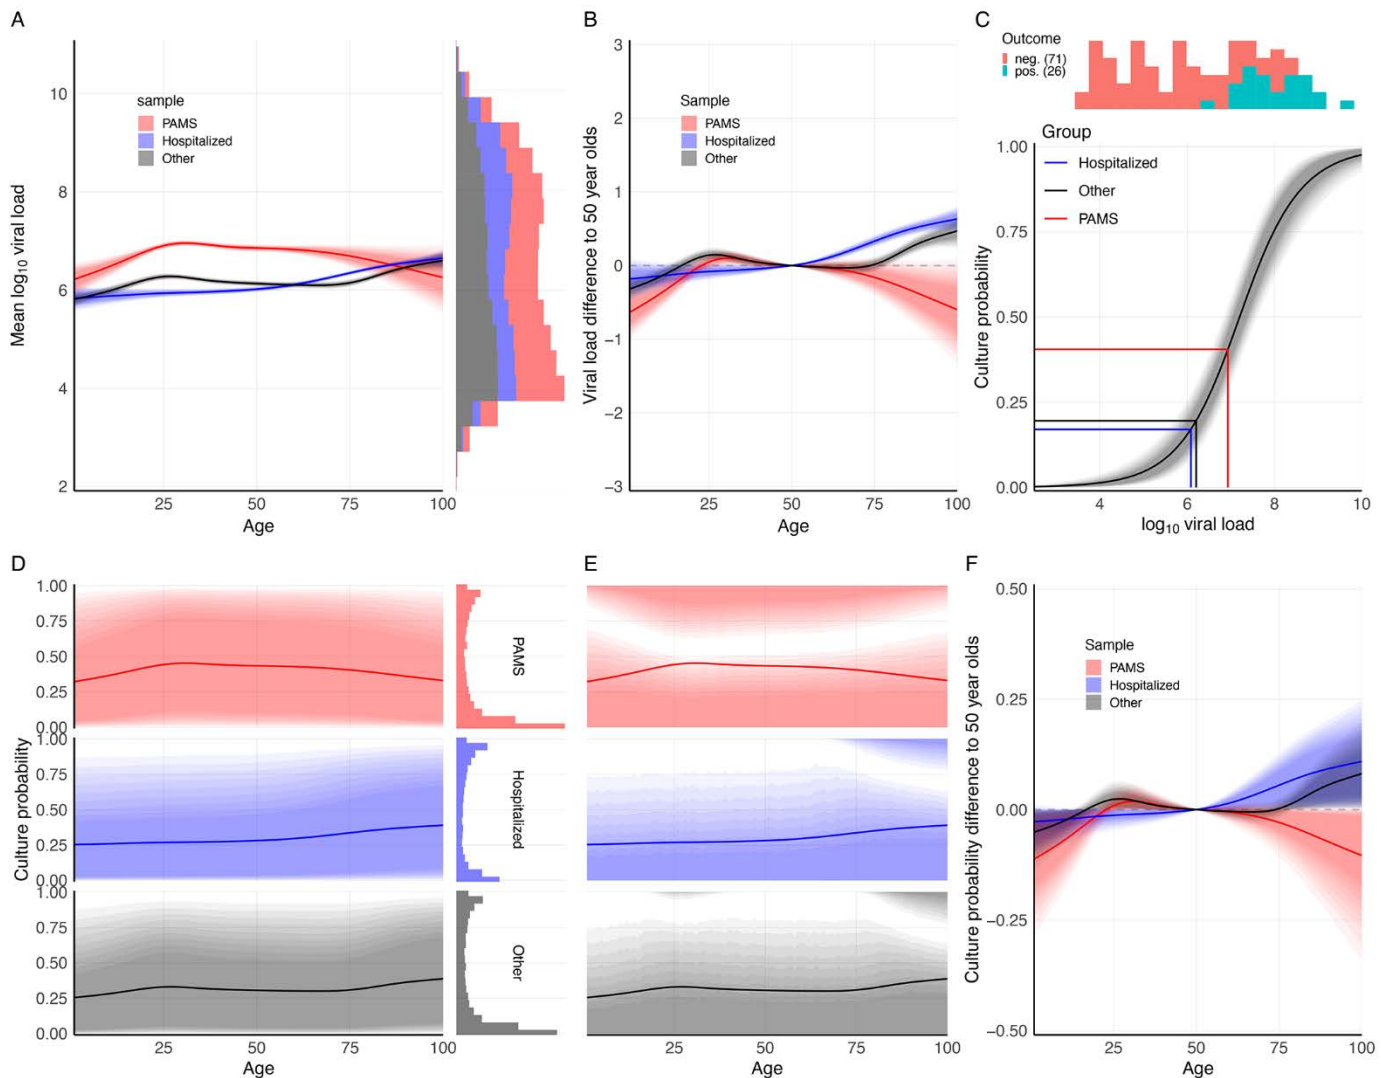 A
Mean log₁₀ viral load
10
8
6
4
2
sample
PAMS
Hospitalized
Other
25
50
75
100
Age
B
Viral load difference to 50 year olds
3
2
1
0
−1
−2
−3
Sample
PAMS
Hospitalized
Other
25
50
75
100
Age
C
Outcome
neg. (71)
pos. (26)
Group
Hospitalized
Other
PAMS
Culture probability
1.00
0.75
0.50
0.25
0.00
4
6
8
10
log₁₀ viral load
D
Culture probability
1.00
0.75
0.50
0.25
0.00
PAMS
1.00
0.75
0.50
0.25
0.00
Hospitalized
1.00
0.75
0.50
0.25
0.00
Other
25
50
75
100
Age
E
25
50
75
100
Age
F
Culture probability difference to 50 year olds
0.50
0.25
0.00
−0.25
−0.50
Sample
PAMS
Hospitalized
Other
25
50
75
100
Age